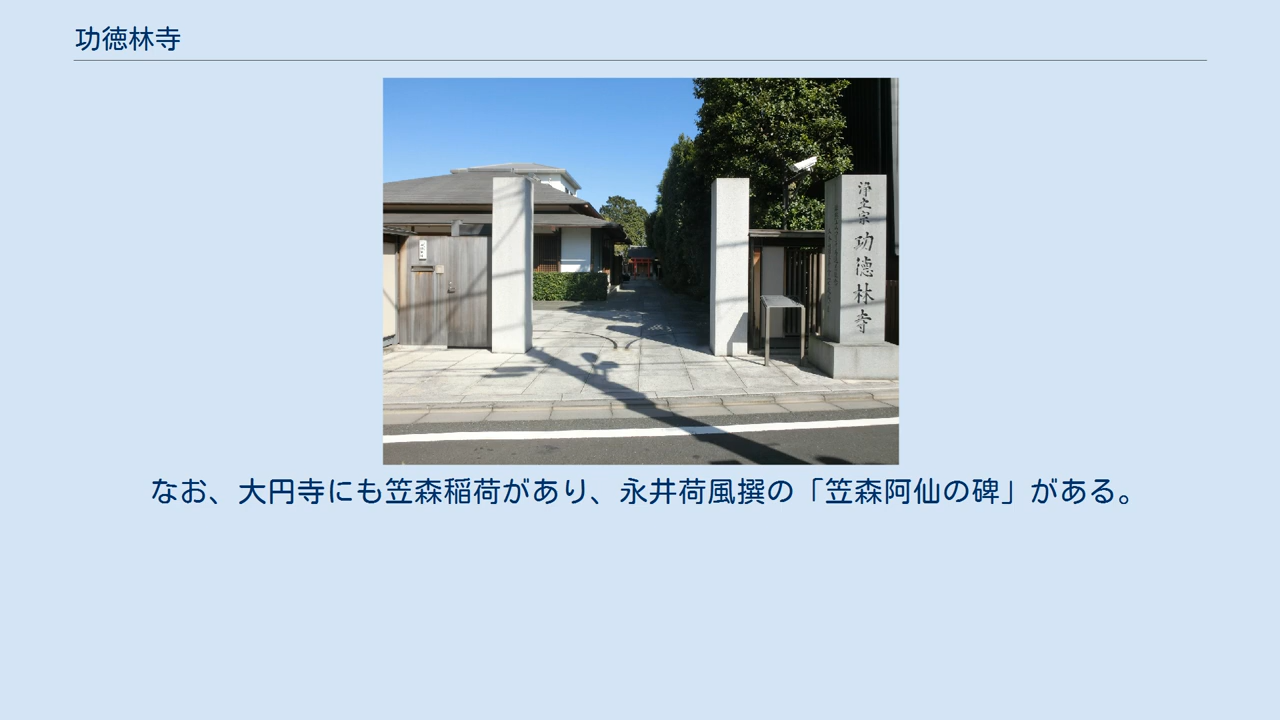 功徳林寺
浄土宗 功徳林寺
なお、大円寺にも笠森稲荷があり、永井荷風撰の「笠森阿仙の碑」がある。